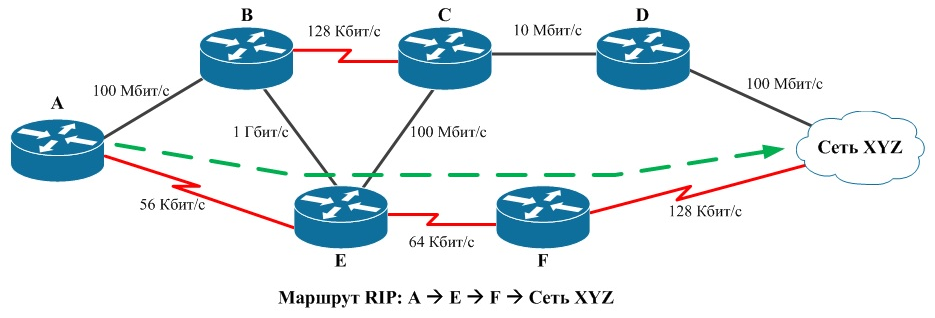 B
C
D
128 Кбит/с
10 Мбит/с
100 Мбит/с
100 Мбит/с
A
1 Гбит/с
100 Мбит/с
Сеть XYZ
56 Кбит/с
128 Кбит/с
64 Кбит/с
E
F
Маршрут RIP: A → E → F → Сеть XYZ